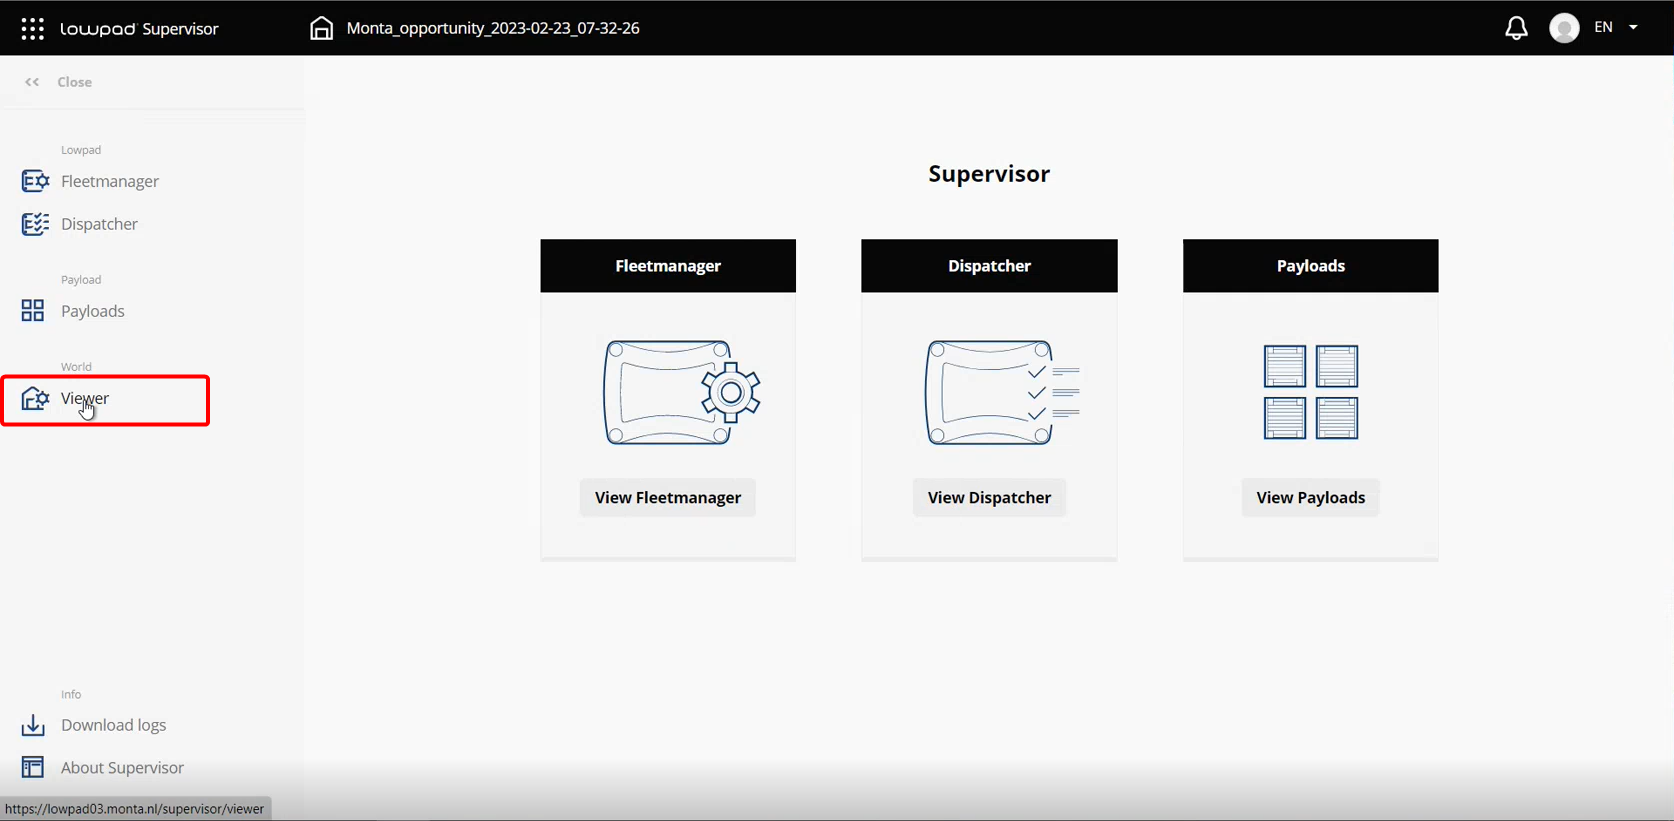 lowpad Supervisor
Monta_opportunity_2023-02-23_07-32-26
EN
Close
Lowpad
Fleetmanager
Dispatcher
Payload
Payloads
World
Viewer
Info
Download logs
About Supervisor
https://lowpad03.monta.nl/supervisor/viewer
Supervisor
Fleetmanager
View Fleetmanager
Dispatcher
View Dispatcher
Payloads
View Payloads